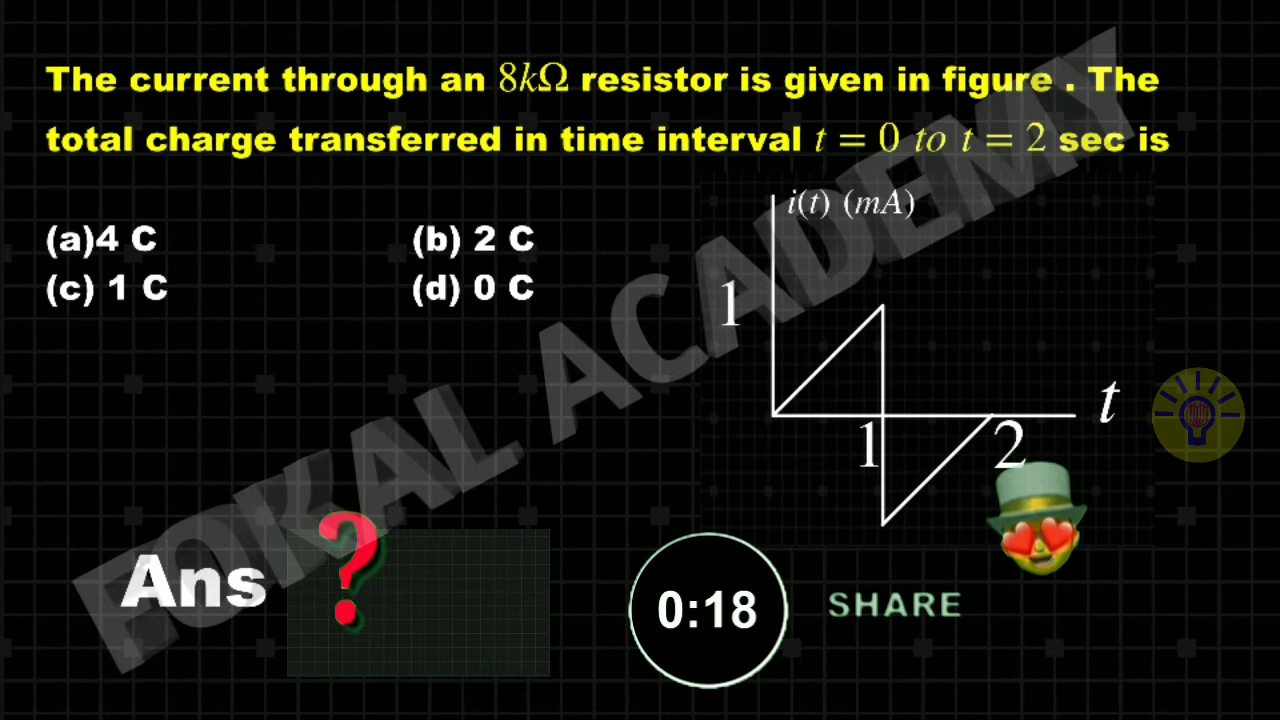 The current through an 8kΩ resistor is given in figure . The
total charge transferred in time interval t = 0 to t = 2 sec is
(a)4 C
(b) 2 C
(c) 1 C
(d) 0 C
i(t) (mA)
1
t
1
2
Ans ?
0:18
SHARE
FOKAL ACADEMY